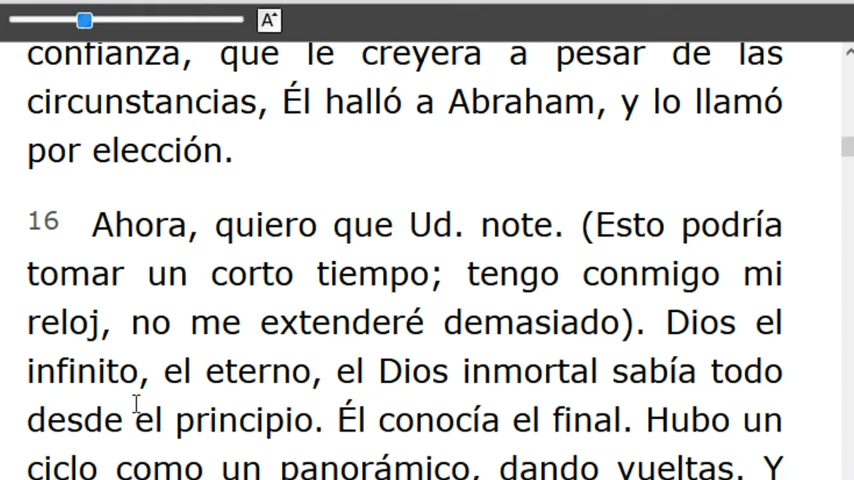 A
confianza, que le creyera a pesar de las
circunstancias, Él halló a Abraham, y lo llamó
por elección.
16 Ahora, quiero que Ud. note. (Esto podría
tomar un corto tiempo; tengo conmigo mi
reloj, no me extenderé demasiado). Dios el
infinito, el eterno, el Dios inmortal sabía todo
desde el principio. Él conocía el final. Hubo un
ciclo como un panorámico, dando vueltas. Y